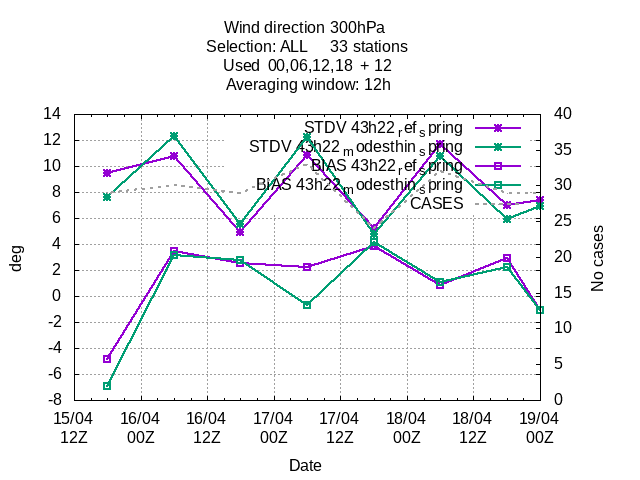 Wind direction 300hPa
Selection: ALL 33 stations
Used 00,06,12,18 + 12
Averaging window: 12h
STDV 43h22_ref_spring
STDV 43h22_modesthin_spring
BIAS 43h22_ref_spring
BIAS 43h22_modesthin_spring
CASES
14
12
10
8
6
4
2
0
-2
-4
-6
-8
deg
40
35
30
25
20
15
10
5
0
No cases
15/04 16/04 16/04 17/04 17/04 18/04 18/04 19/04
12Z 00Z 12Z 00Z 12Z 00Z 12Z 00Z
Date